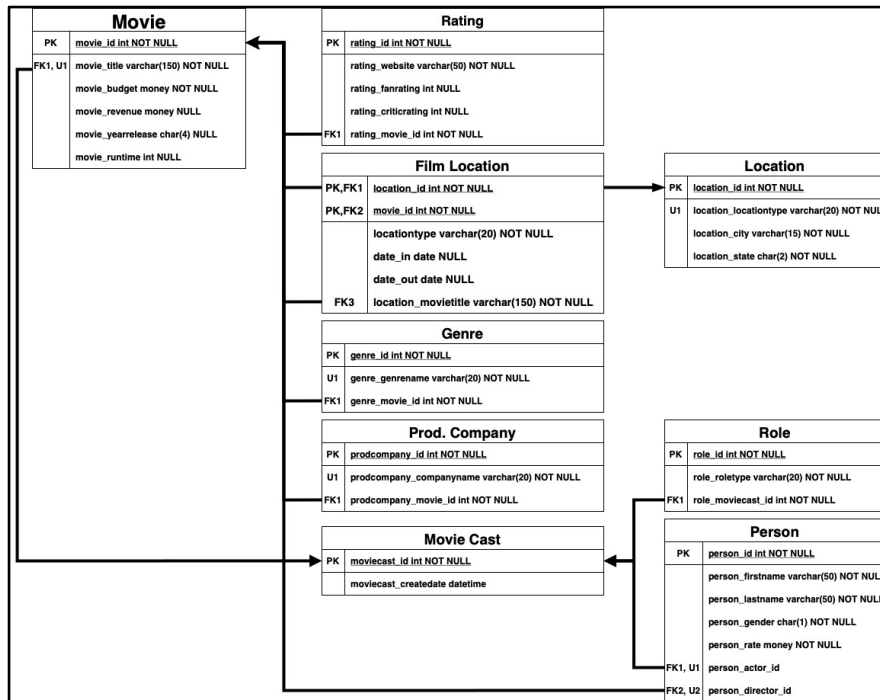 Movie
PK movie_id int NOT NULL
FK1, U1 movie_title varchar(150) NOT NULL
movie_budget money NOT NULL
movie_revenue money NULL
movie_yearrelease char(4) NULL
movie_runtime int NULL
Rating
PK rating_id int NOT NULL
rating_website varchar(50) NOT NULL
rating_fanrating int NULL
rating_criticrating int NULL
FK1 rating_movie_id int NOT NULL
Film Location
PK,FK1 location_id int NOT NULL
PK,FK2 movie_id int NOT NULL
locationtype varchar(20) NOT NULL
date_in date NULL
date_out date NULL
FK3 location_movietitle varchar(150) NOT NULL
Location
PK location_id int NOT NULL
U1 location_locationtype varchar(20) NOT NULL
location_city varchar(15) NOT NULL
location_state char(2) NOT NULL
Genre
PK genre_id int NOT NULL
U1 genre_genrename varchar(20) NOT NULL
FK1 genre_movie_id int NOT NULL
Prod. Company
PK prodcompany_id int NOT NULL
U1 prodcompany_companyname varchar(20) NOT NULL
FK1 prodcompany_movie_id int NOT NULL
Role
PK role_id int NOT NULL
role_roletype varchar(20) NOT NULL
FK1 role_moviecast_id int NOT NULL
Movie Cast
PK moviecast_id int NOT NULL
moviecast_createdate datetime
Person
PK person_id int NOT NULL
person_firstname varchar(50) NOT NULL
person_lastname varchar(50) NOT NULL
person_gender char(1) NOT NULL
person_rate money NOT NULL
FK1, U1 person_actor_id
FK2, U2 person_director_id